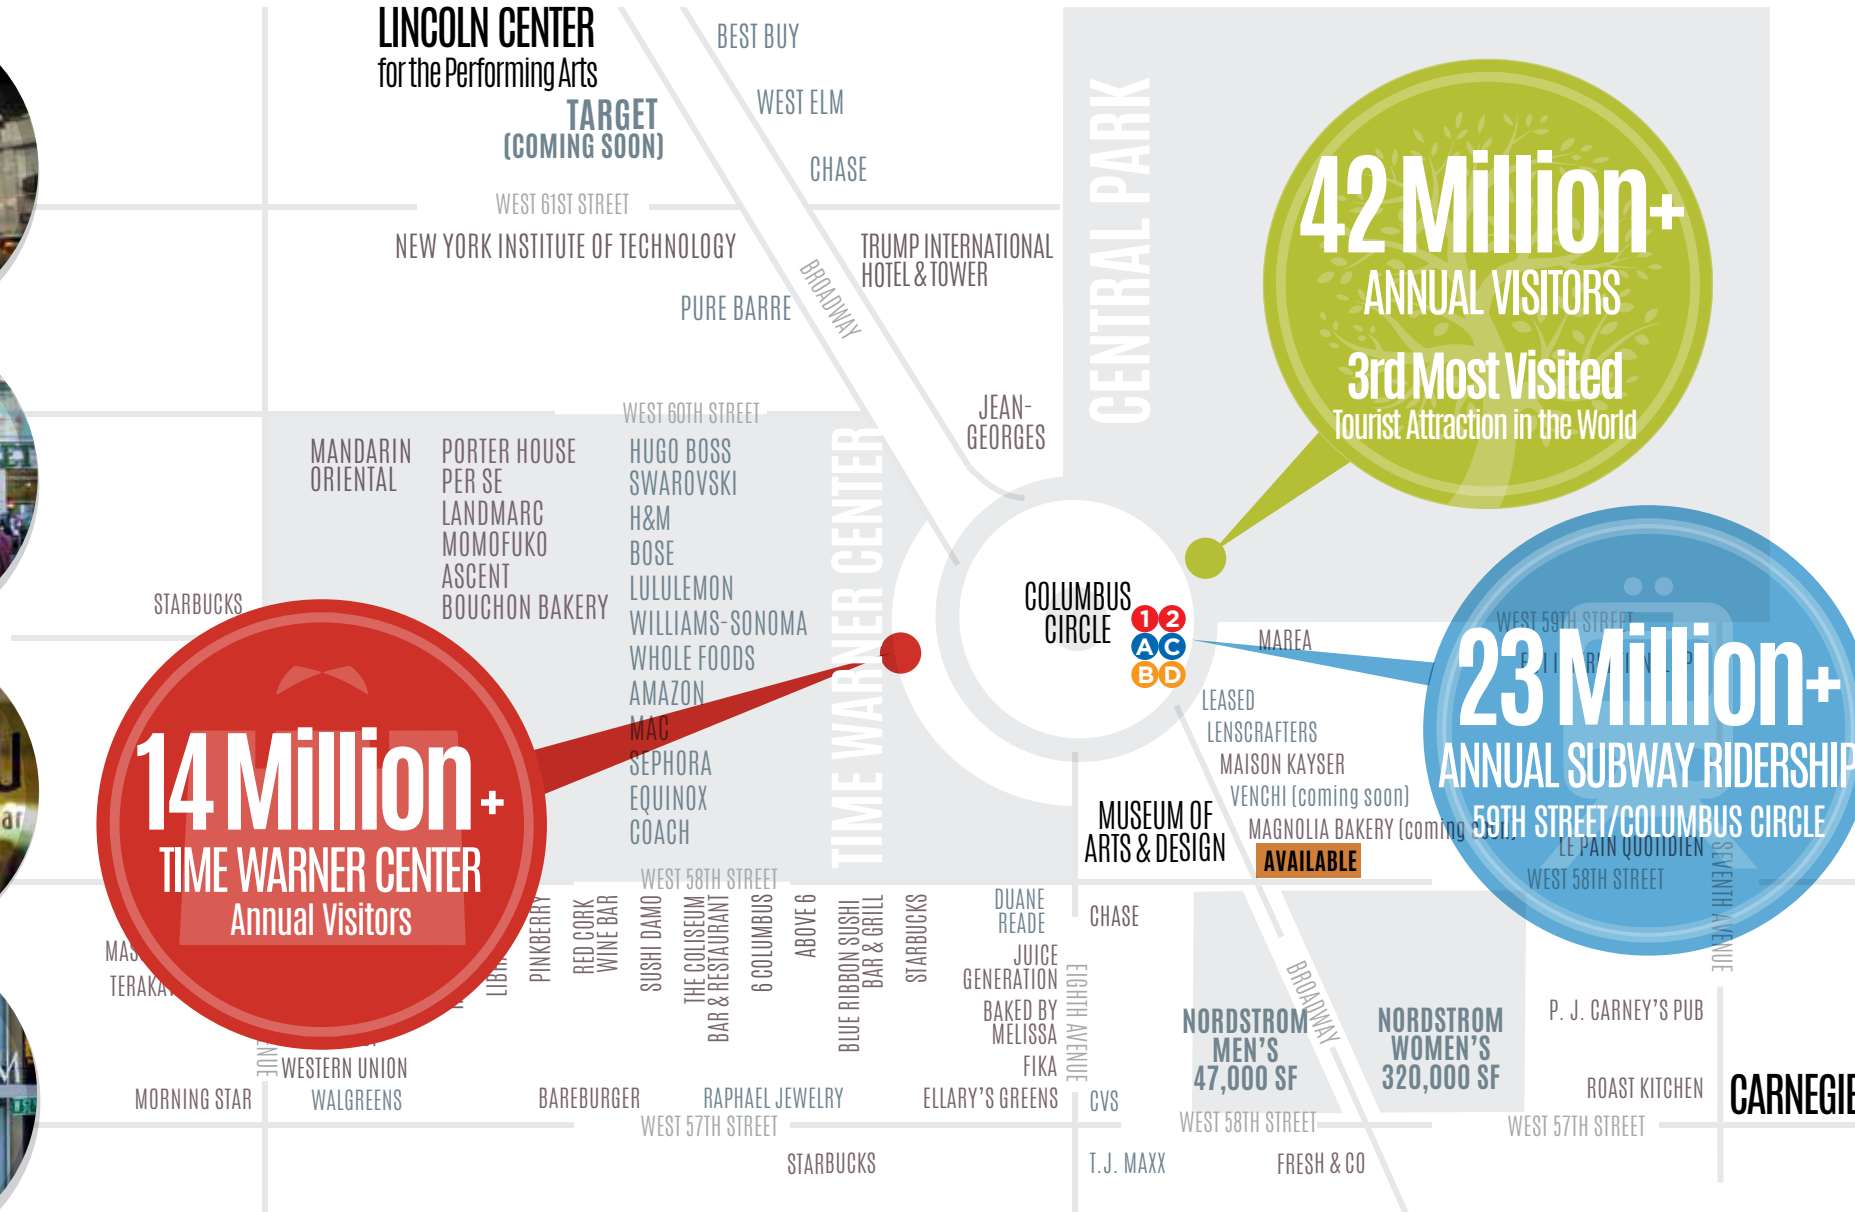 LINCOLN CENTER
for the Performing Arts
TARGET
(COMING SOON)
BEST BUY
WEST ELM
CHASE
WEST 61ST STREET
NEW YORK INSTITUTE OF TECHNOLOGY
PURE BARRE
BROADWAY
TRUMP INTERNATIONAL
HOTEL & TOWER
JEAN-
GEORGES
CENTRAL PARK
42 Million+
ANNUAL VISITORS
3rd Most Visited
Tourist Attraction in the World
WEST 60TH STREET
MANDARIN
ORIENTAL
PORTER HOUSE
PER SE
LANDMARC
MOMOFUKO
ASCENT
BOUCHON BAKERY
HUGO BOSS
SWAROVSKI
H&M
BOSE
LULULEMON
WILLIAMS-SONOMA
WHOLE FOODS
AMAZON
MAC
SEPHORA
EQUINOX
COACH
TIME WARNER CENTER
STARBUCKS
14 Million+
TIME WARNER CENTER
Annual Visitors
COLUMBUS
CIRCLE
1 2
A C
B D
WEST 59TH STREET
MAREA
23 Million+
ANNUAL SUBWAY RIDERSHIP
59TH STREET/COLUMBUS CIRCLE
LEASED
LENSCRAFTERS
MAISON KAYSER
VENCHI (coming soon)
MAGNOLIA BAKERY (coming soon)
AVAILABLE
LE PAIN QUOTIDIEN
MUSEUM OF
ARTS & DESIGN
WEST 58TH STREET
WEST 58TH STREET
SEVENTH AVENUE
PINKBERRY
RED CORK
WINE BAR
SUSHI DAMO
THE COLISEUM
BAR & RESTAURANT
6 COLUMBUS
ABOVE 6
BLUE RIBBON SUSHI
BAR & GRILL
STARBUCKS
DUANE
READE
JUICE
GENERATION
BAKED BY
MELISSA
FIKA
ELLARY'S GREENS
EIGHTH AVENUE
CHASE
CVS
BROADWAY
NORDSTROM
MEN'S
47,000 SF
NORDSTROM
WOMEN'S
320,000 SF
P. J. CARNEY'S PUB
ROAST KITCHEN
CARNEGIE
WESTERN UNION
MORNING STAR
WALGREENS
BAREBURGER
RAPHAEL JEWELRY
WEST 57TH STREET
WEST 58TH STREET
WEST 57TH STREET
STARBUCKS
T.J. MAXX
FRESH & CO